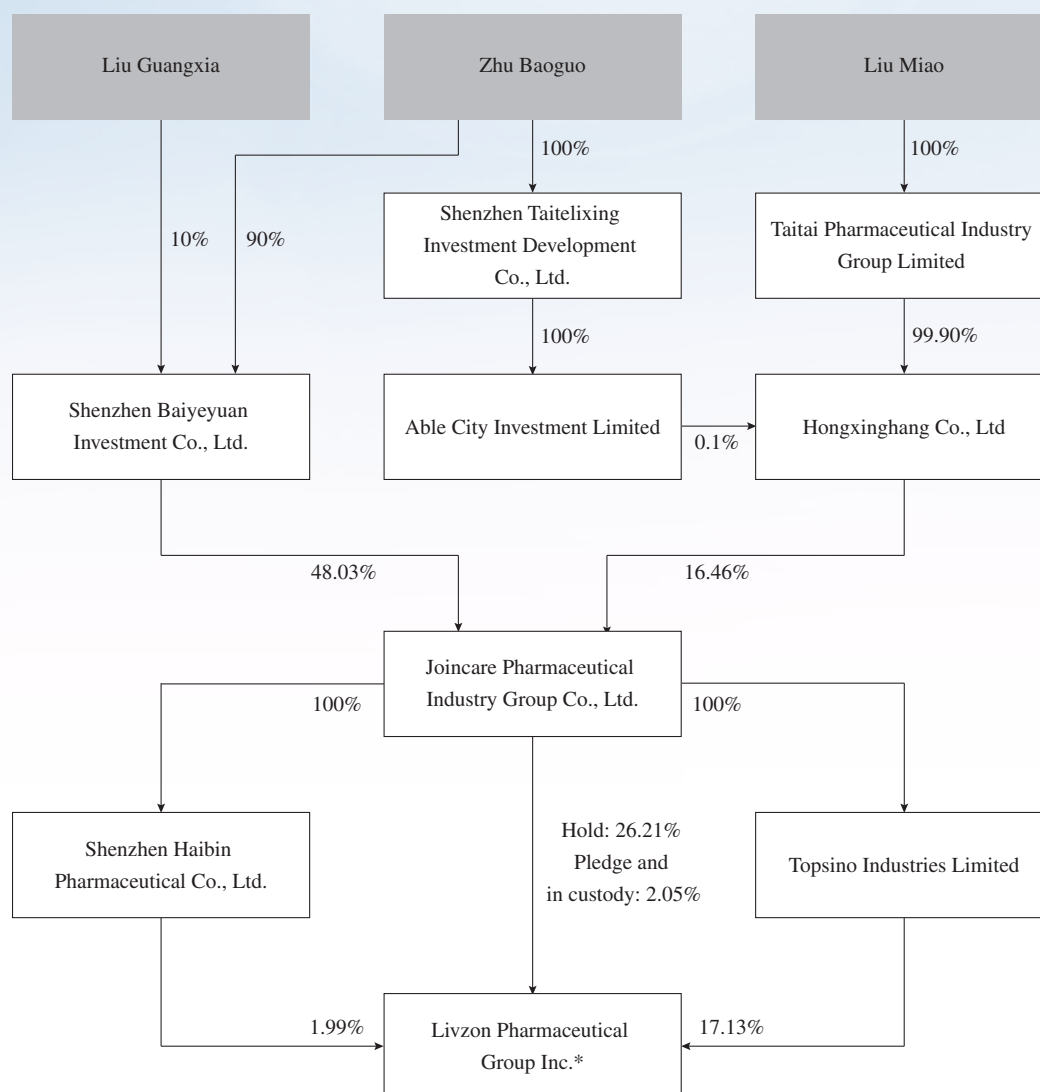 Liu Guangxia
Zhu Baoguo
Liu Miao
100%
100%
Shenzhen Taitelixing
Investment Development
Co., Ltd.
Taitai Pharmaceutical Industry
Group Limited
10%
90%
100%
99.90%
Shenzhen Baiyeyuan
Investment Co., Ltd.
Able City Investment Limited
0.1%
Hongxinghang Co., Ltd
48.03%
16.46%
Joincare Pharmaceutical
Industry Group Co., Ltd.
100%
100%
Shenzhen Haibin
Pharmaceutical Co., Ltd.
Hold: 26.21%
Pledge and
in custody: 2.05%
Topsino Industries Limited
1.99%
Livzon Pharmaceutical
Group Inc.*
17.13%